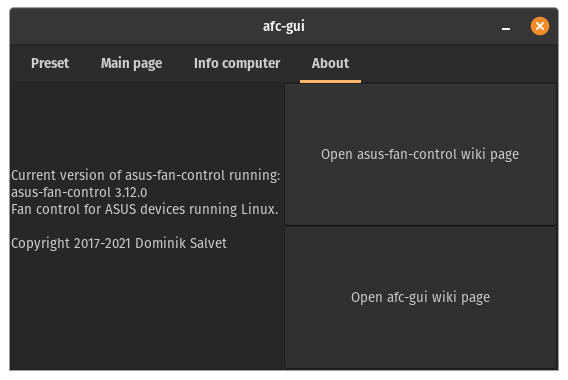 afc-gui
Preset
Main page
Info computer
About
Current version of asus-fan-control running:
asus-fan-control 3.12.0
Fan control for ASUS devices running Linux.
Copyright 2017-2021 Dominik Salvet
Open asus-fan-control wiki page
Open afc-gui wiki page